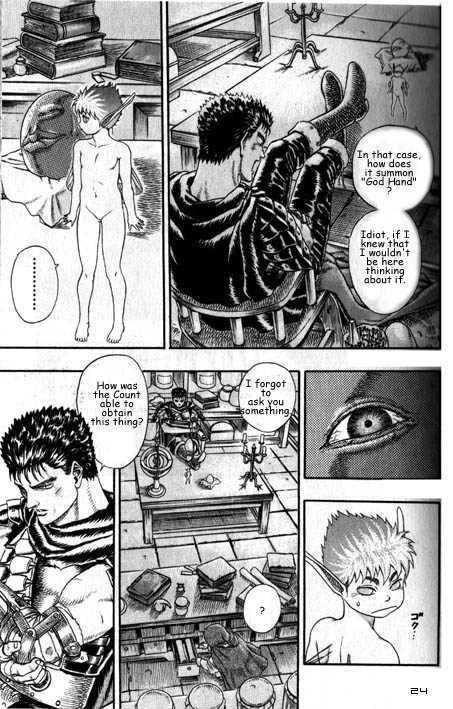 In that case,
how does
it summon
"God Hand"
?
Idiot, if I
knew that
I wouldn't
be here
thinking
about if.
........
I forgot
to
ask you
something.
How was
the Count
able to
obtain
this thing?
?
ゴク…
24